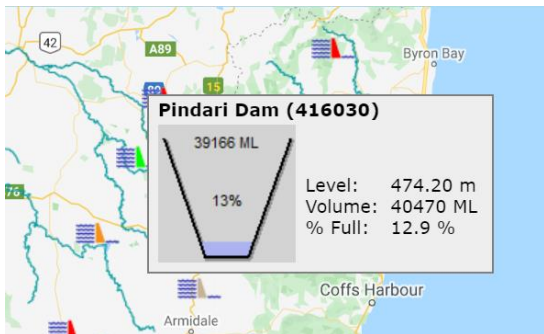 42
A89
Byron Bay
15
Pindari Dam (416030)
39166 ML
13%
Level: 474.20 m
Volume: 40470 ML
% Full: 12.9 %
Coffs Harbour
Armidale